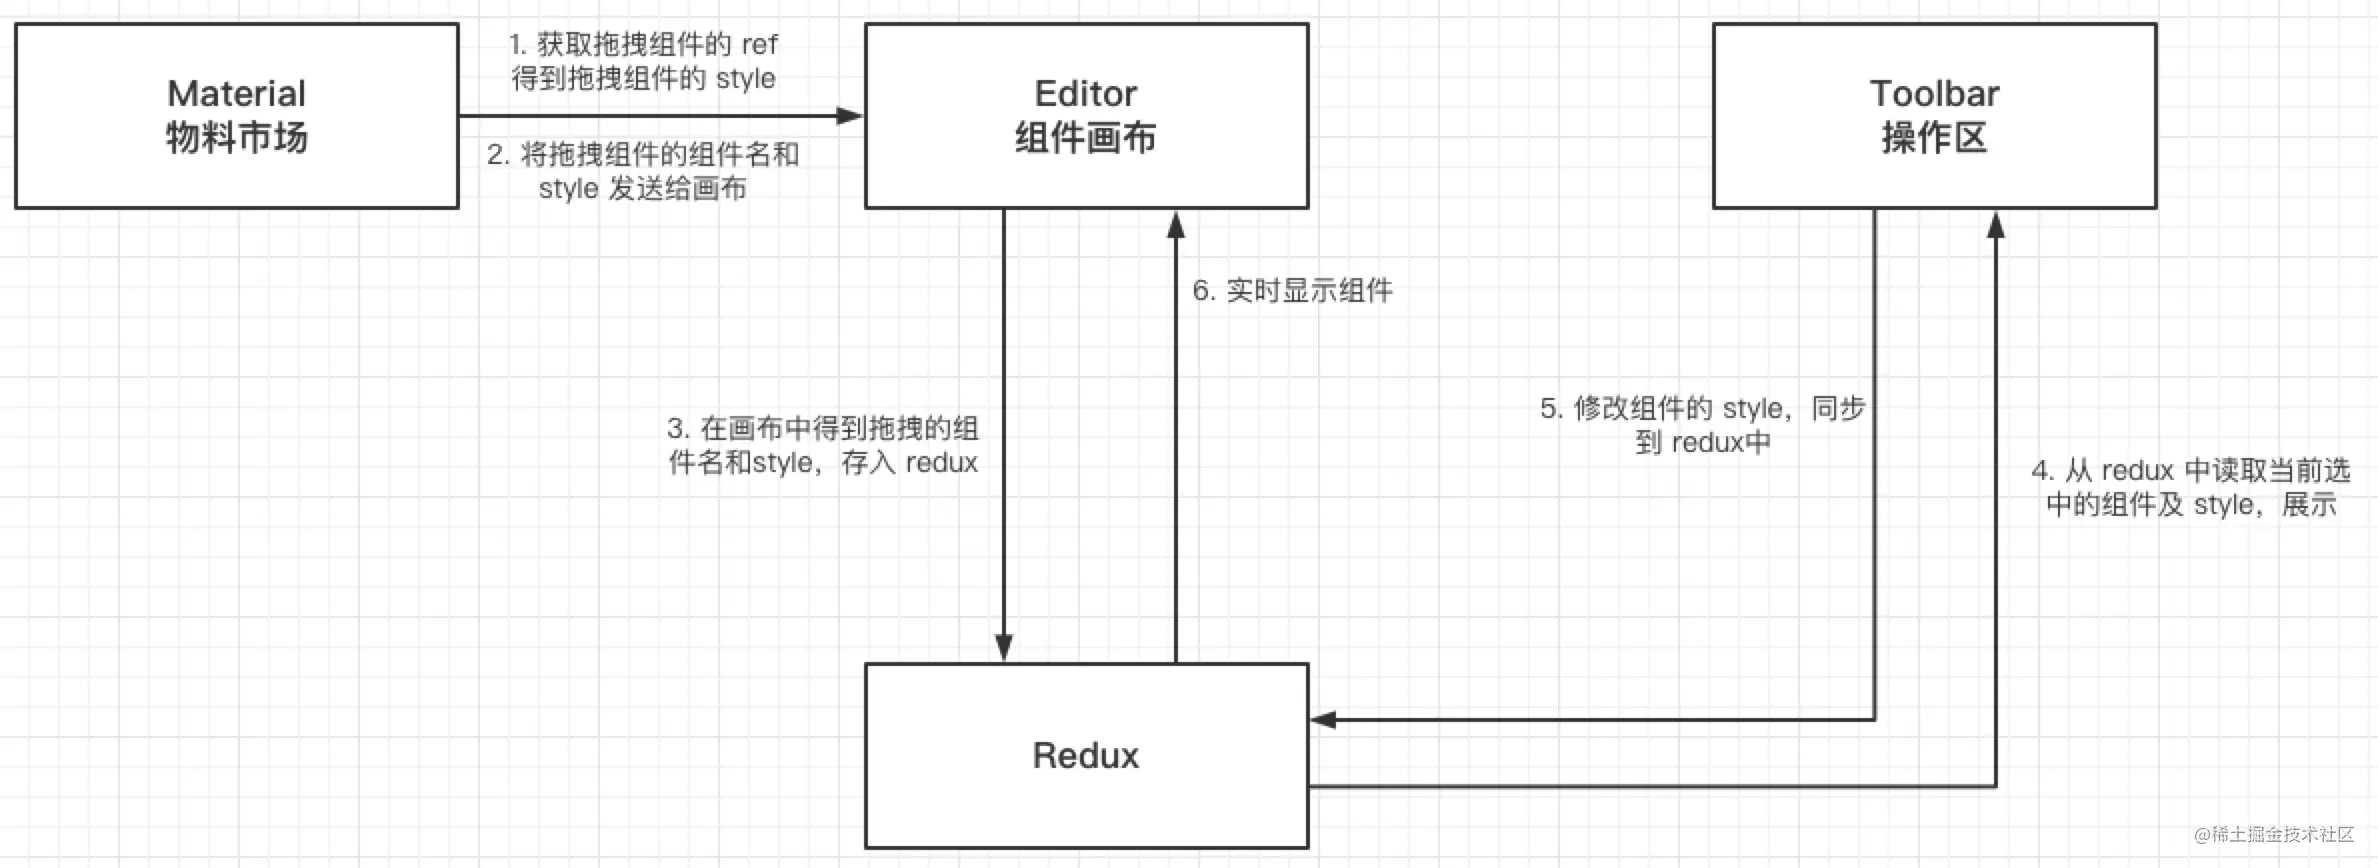 Material
物料市场
1. 获取拖拽组件的 ref
得到拖拽组件的 style
2. 将拖拽组件的组件名和
style 发送给画布
Editor
组件画布
Toolbar
操作区
6. 实时显示组件
3. 在画布中得到拖拽的组
件名和style，存入 redux
5. 修改组件的 style，同步
到 redux中
4. 从 redux 中读取当前选
中的组件及 style，展示
Redux
@稀土掘金技术社区